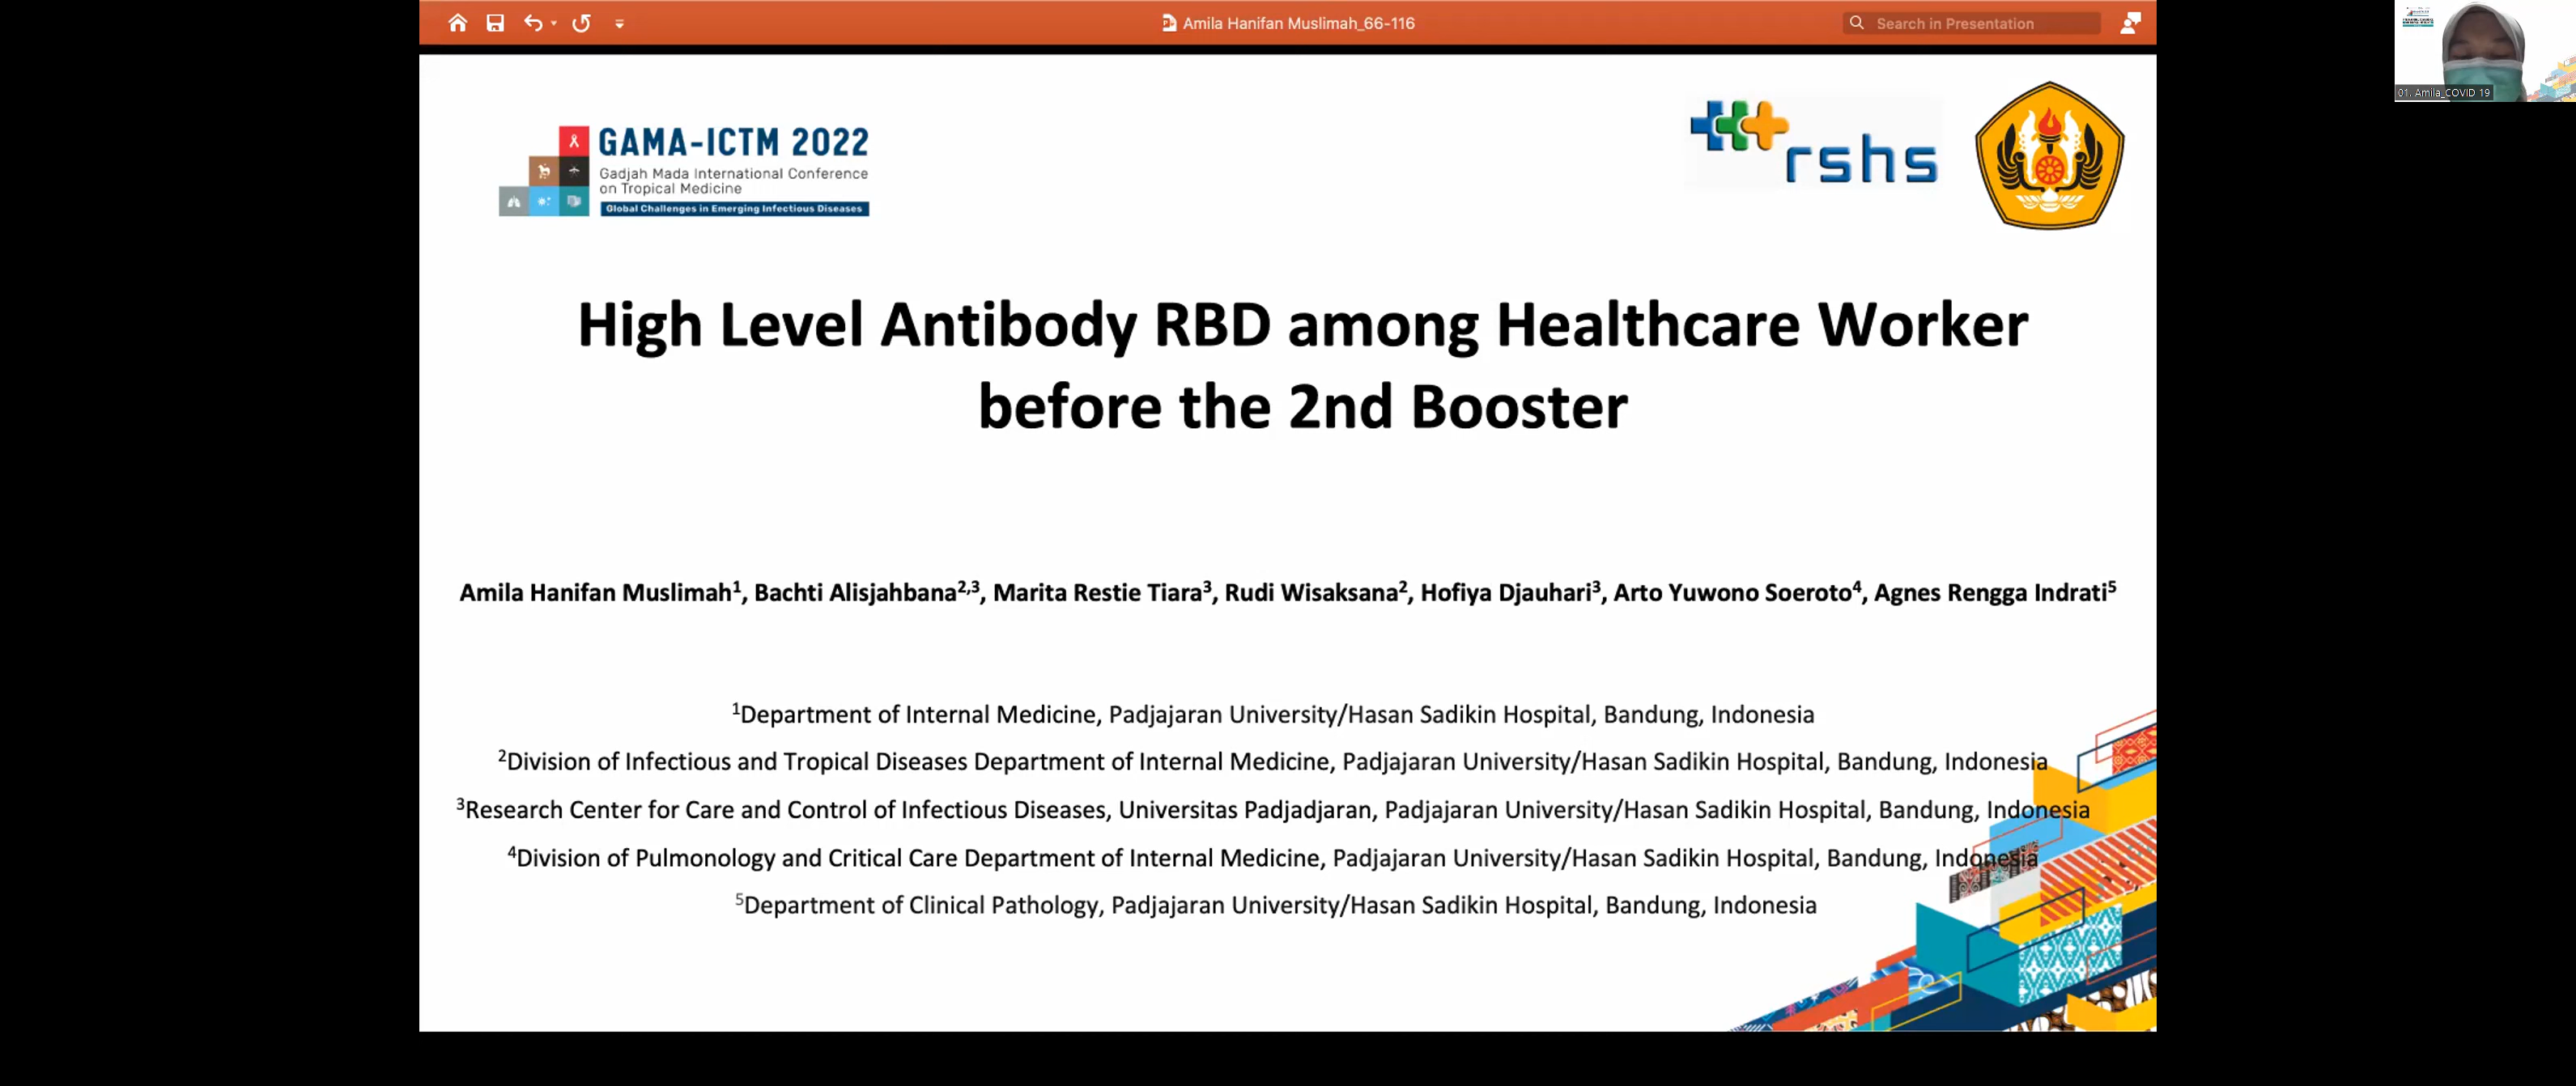 Amila Hanifan Muslimah_66-116
Search in Presentation
01. Amila_COVID 19
GAMA-ICTM 2022
Gadjah Mada International Conference
on Tropical Medicine
Global Challenges in Emerging Infectious Diseases
rshs
High Level Antibody RBD among Healthcare Worker
before the 2nd Booster
Amila Hanifan Muslimah¹, Bachti Alisjahbana²,³, Marita Restie Tiara³, Rudi Wisaksana², Hofiya Djauhari³, Arto Yuwono Soeroto⁴, Agnes Rengga Indrati⁵
¹Department of Internal Medicine, Padjajaran University/Hasan Sadikin Hospital, Bandung, Indonesia
²Division of Infectious and Tropical Diseases Department of Internal Medicine, Padjajaran University/Hasan Sadikin Hospital, Bandung, Indonesia
³Research Center for Care and Control of Infectious Diseases, Universitas Padjadjaran, Padjajaran University/Hasan Sadikin Hospital, Bandung, Indonesia
⁴Division of Pulmonology and Critical Care Department of Internal Medicine, Padjajaran University/Hasan Sadikin Hospital, Bandung, Indonesia
⁵Department of Clinical Pathology, Padjajaran University/Hasan Sadikin Hospital, Bandung, Indonesia